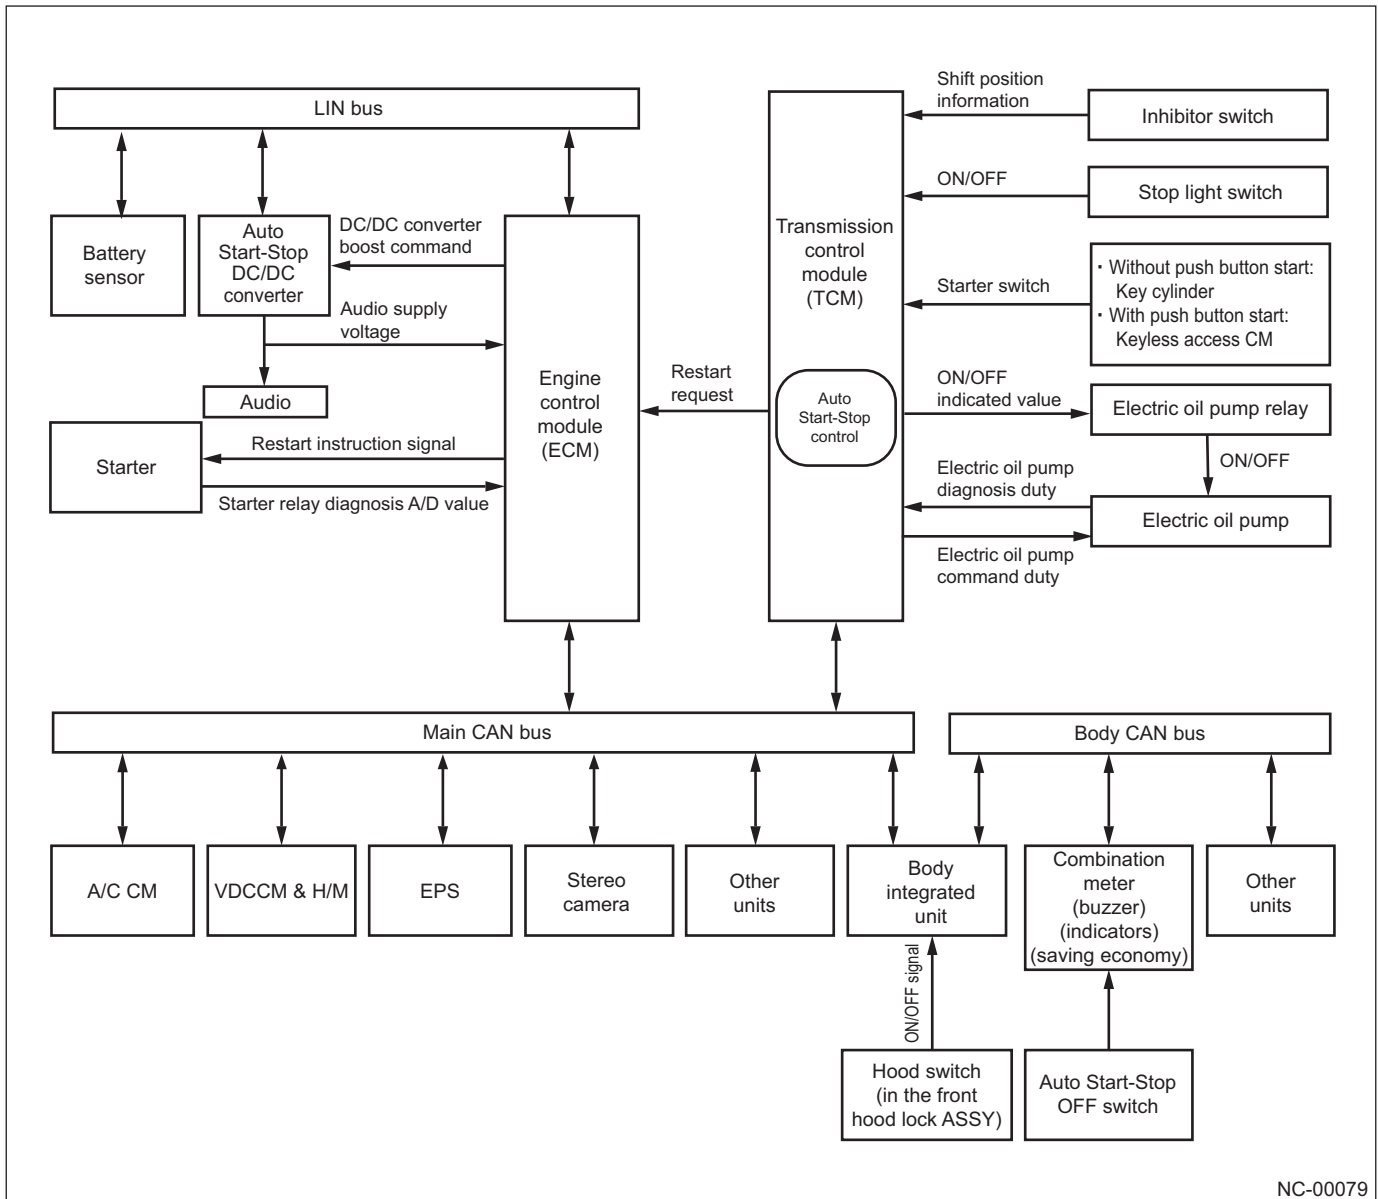 LIN bus
Battery
sensor
Auto
Start-Stop
DC/DC
converter
DC/DC converter
boost command
Audio supply
voltage
Audio
Starter
Restart instruction signal
Starter relay diagnosis A/D value
Engine
control
module
(ECM)
Restart
request
Transmission
control
module
(TCM)
Auto
Start-Stop
control
Shift position
information
Inhibitor switch
ON/OFF
Stop light switch
Starter switch
・Without push button start:
Key cylinder
・With push button start:
Keyless access CM
ON/OFF
indicated value
Electric oil pump relay
ON/OFF
Electric oil pump
diagnosis duty
Electric oil pump
Electric oil pump
command duty
Main CAN bus
Body CAN bus
A/C CM
VDCCM & H/M
EPS
Stereo
camera
Other
units
Body
integrated
unit
Combination
meter
(buzzer)
(indicators)
(saving economy)
Other
units
ON/OFF signal
Hood switch
(in the front
hood lock ASSY)
Auto Start-Stop
OFF switch
NC-00079